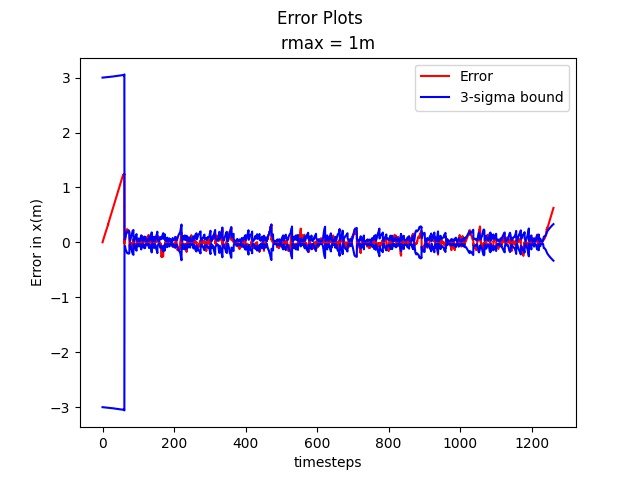 Error Plots
rmax = 1m
Error
3-sigma bound
3
2
1
0
−1
−2
−3
Error in x(m)
0 200 400 600 800 1000 1200
timesteps